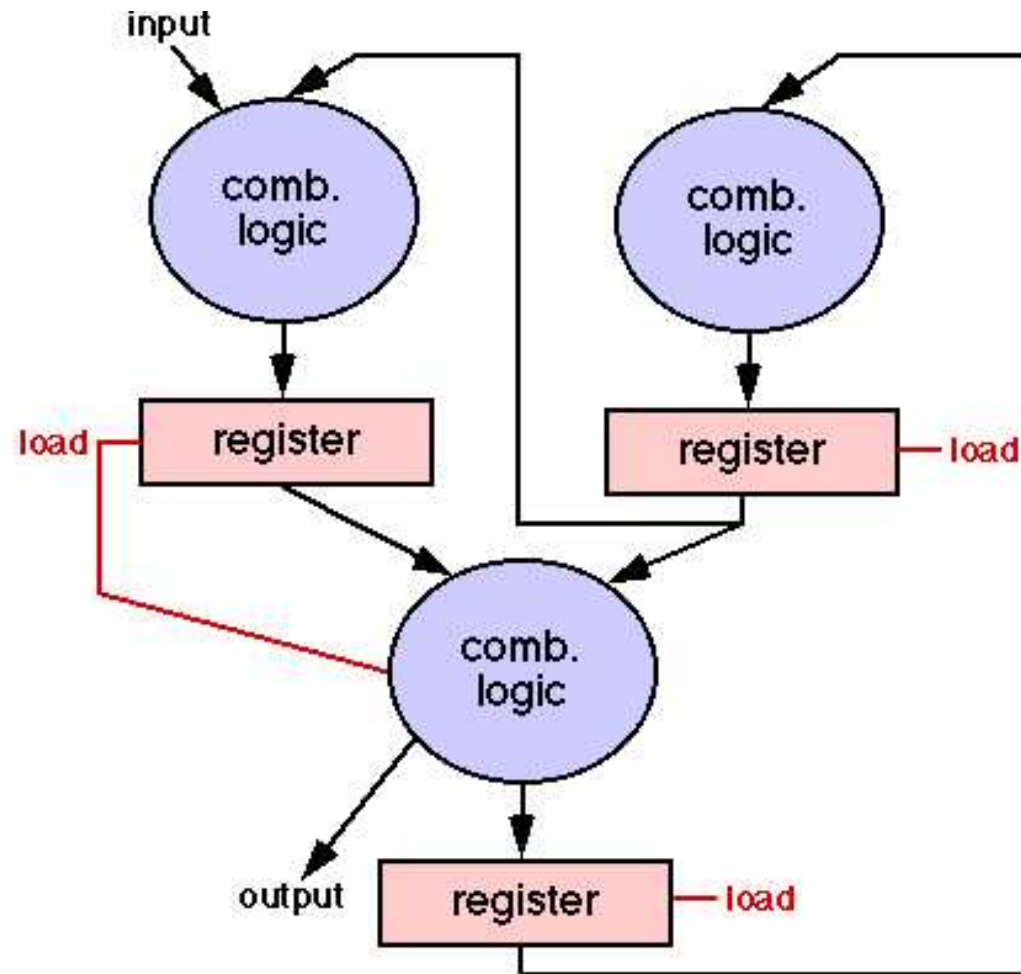 input
comb.
logic
comb.
logic
load
register
register
load
comb.
logic
output
register
load